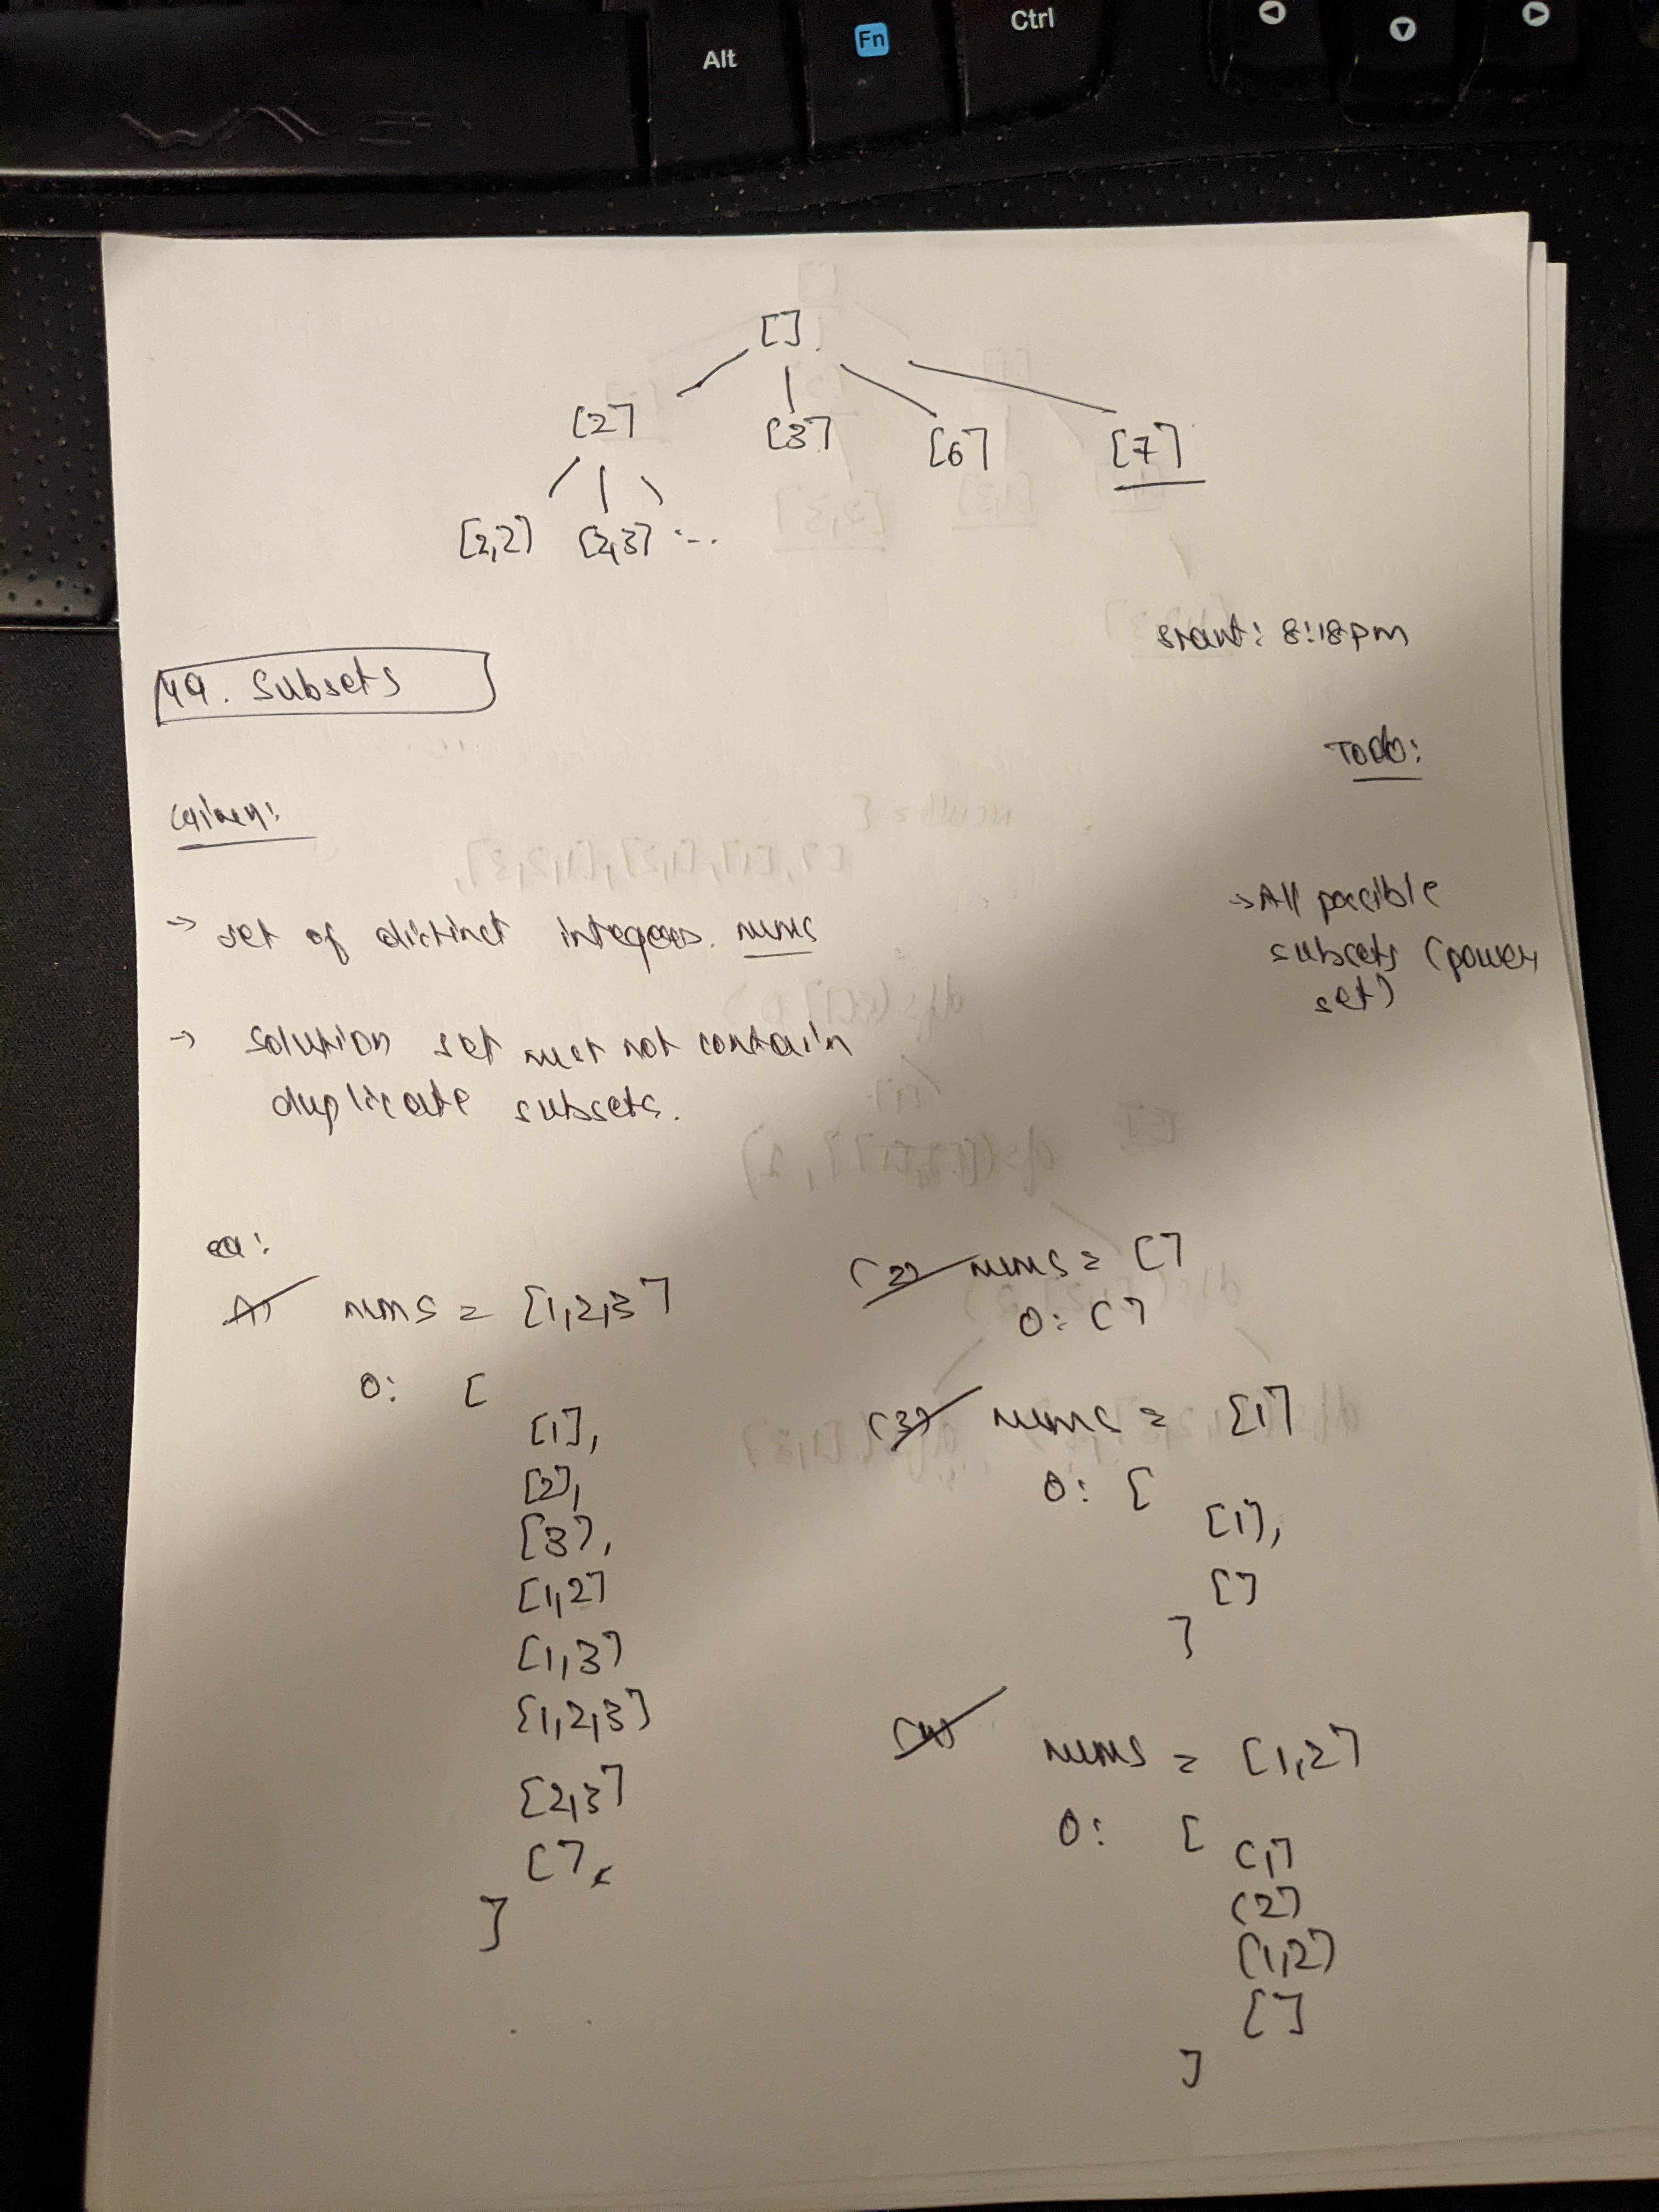 Alt
Fn
Ctrl
[]
[2] [3] [6] [7]
[2,2] [2,3] ...
start: 8:18pm
49. Subsets
TODO:
Given:
→ set of distinct integers. nums
→ All possible
subsets (power
set)
→ solution set must not contain
duplicate subsets.
eg:
1) nums = [1,2,3]
O: [
[1],
[2],
[3],
[1,2]
[1,3]
[1,2,3]
[2,3]
[],
]
(2) nums = []
O: []
(3) nums = [1]
O: [
[1],
[]
]
(4) nums = [1,2]
O: [
[1]
[2]
[1,2]
[]
]